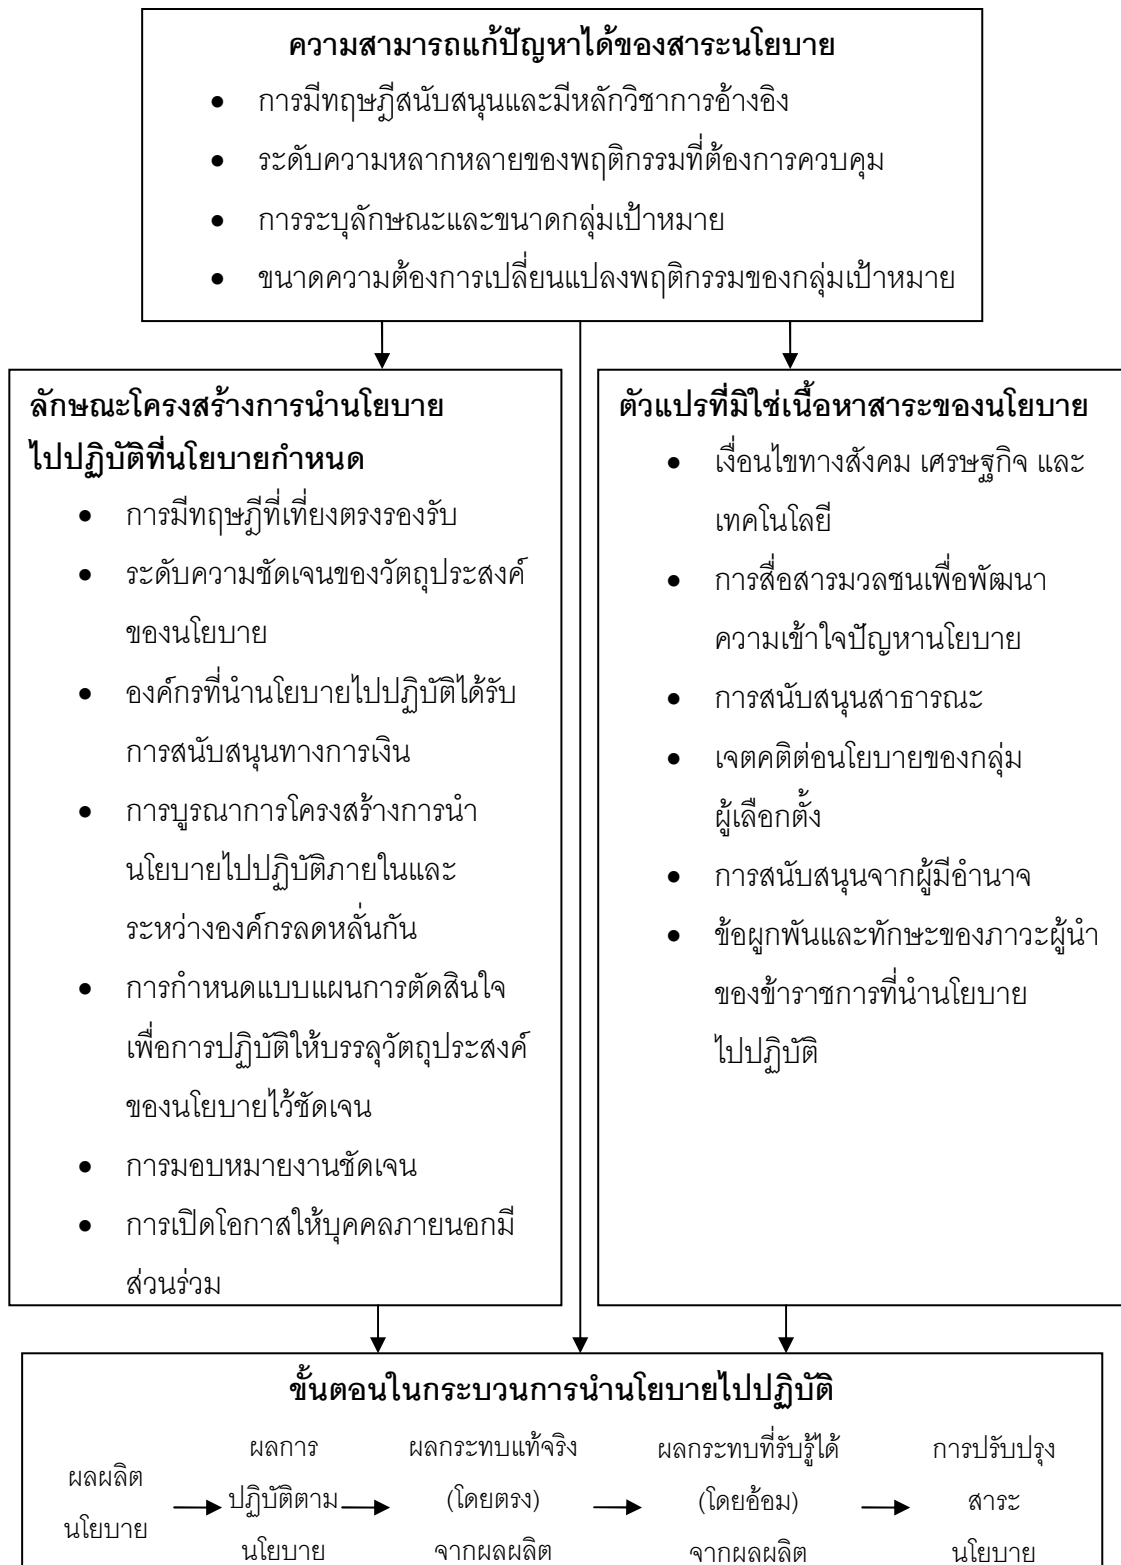 ความสามารถแก้ปัญหาได้ของสาระนโยบาย
• การมีทฤษฎีสนับสนุนและมีหลักวิชาการอ้างอิง
• ระดับความหลากหลายของพฤติกรรมที่ต้องการควบคุม
• การระบุลักษณะและขนาดกลุ่มเป้าหมาย
• ขนาดความต้องการเปลี่ยนแปลงพฤติกรรมของกลุ่มเป้าหมาย
ลักษณะโครงสร้างการนำนโยบาย
ไปปฏิบัติที่นโยบายกำหนด
• การมีทฤษฎีที่เที่ยงตรงรองรับ
• ระดับความชัดเจนของวัตถุประสงค์
ของนโยบาย
• องค์กรที่นำนโยบายไปปฏิบัติได้รับ
การสนับสนุนทางการเงิน
• การบูรณาการโครงสร้างการนำ
นโยบายไปปฏิบัติภายในและ
ระหว่างองค์กรลดหลั่นกัน
• การกำหนดแบบแผนการตัดสินใจ
เพื่อการปฏิบัติให้บรรลุวัตถุประสงค์
ของนโยบายไว้ชัดเจน
• การมอบหมายงานชัดเจน
• การเปิดโอกาสให้บุคคลภายนอกมี
ส่วนร่วม
ตัวแปรที่มิใช่เนื้อหาสาระของนโยบาย
• เงื่อนไขทางสังคม เศรษฐกิจ และ
เทคโนโลยี
• การสื่อสารมวลชนเพื่อพัฒนา
ความเข้าใจปัญหานโยบาย
• การสนับสนุนสาธารณะ
• เจตคติต่อนโยบายของกลุ่ม
ผู้เลือกตั้ง
• การสนับสนุนจากผู้มีอำนาจ
• ข้อผูกพันและทักษะของภาวะผู้นำ
ของข้าราชการที่นำนโยบาย
ไปปฏิบัติ
ขั้นตอนในกระบวนการนำนโยบายไปปฏิบัติ
ผลผลิต
นโยบาย
ผลการ
ปฏิบัติตาม
นโยบาย
ผลกระทบแท้จริง
(โดยตรง)
จากผลผลิต
ผลกระทบที่รับรู้ได้
(โดยอ้อม)
จากผลผลิต
การปรับปรุง
สาระ
นโยบาย